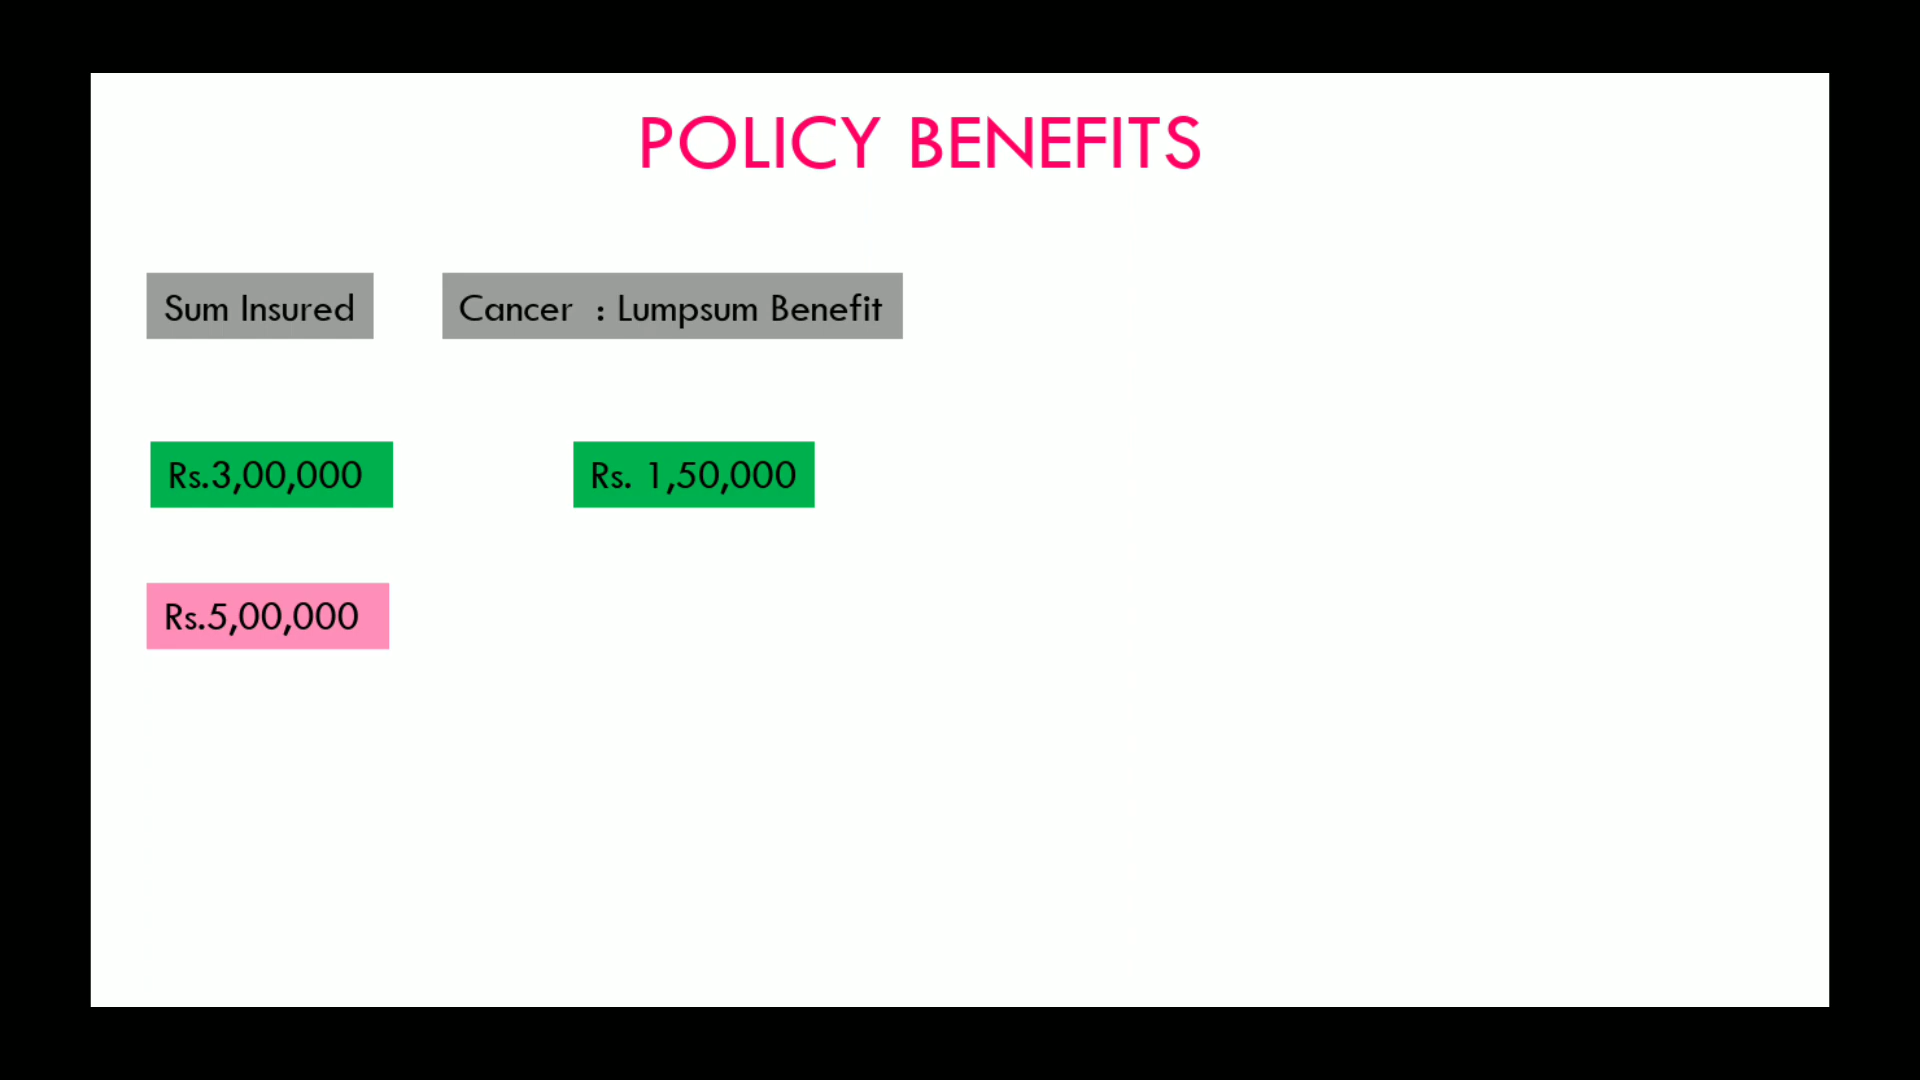 POLICY BENEFITS
Sum Insured
Cancer : Lumpsum Benefit
Rs.3,00,000
Rs. 1,50,000
Rs.5,00,000